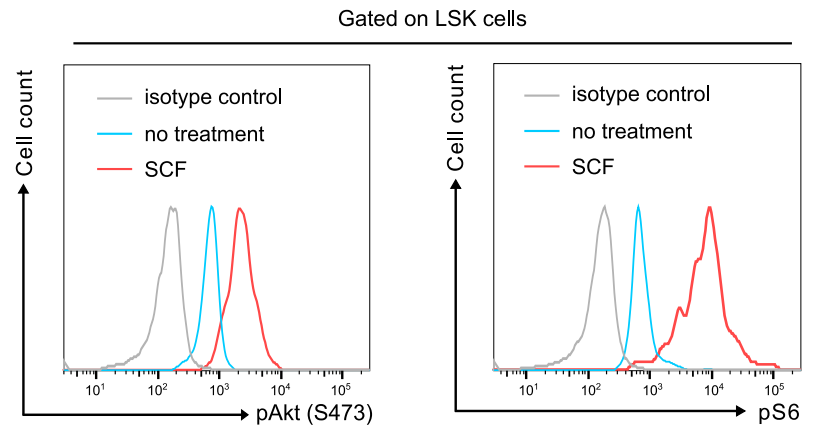 Gated on LSK cells
Cell count
isotype control
no treatment
SCF
10¹ 10² 10³ 10⁴ 10⁵
pAkt (S473)
Cell count
isotype control
no treatment
SCF
10¹ 10² 10³ 10⁴ 10⁵
pS6